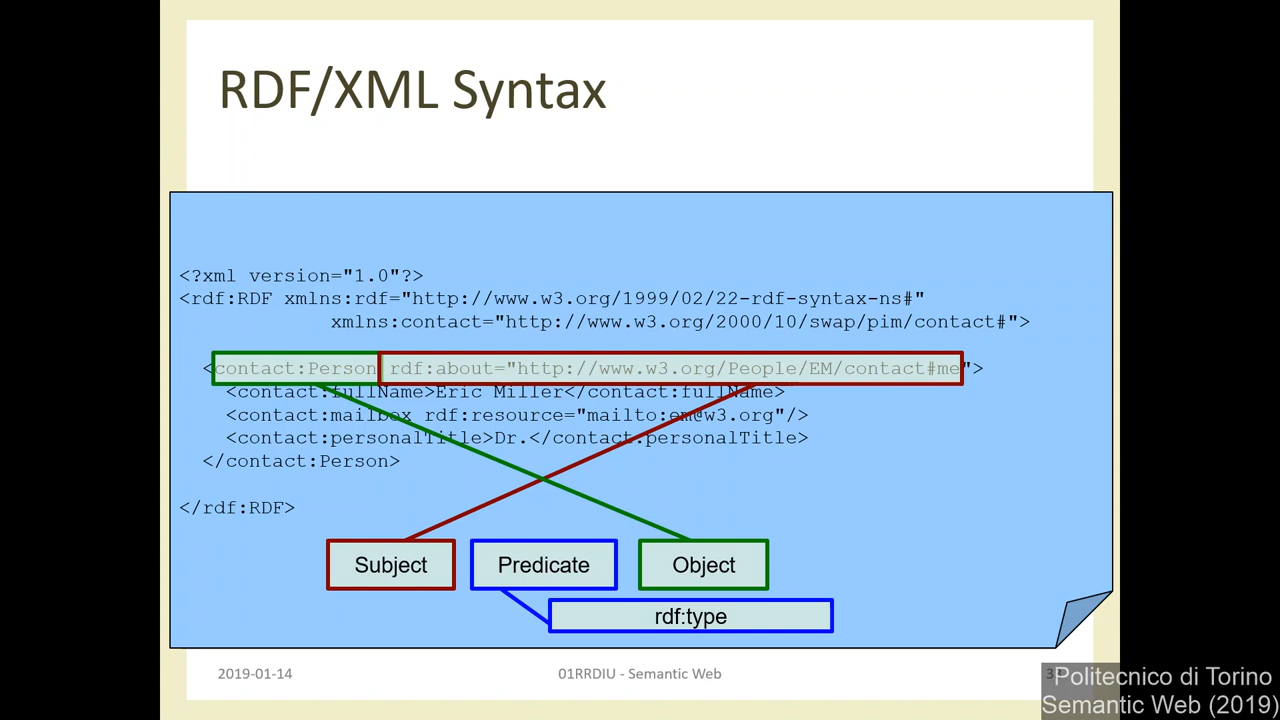 RDF/XML Syntax
<?xml version="1.0"?>
<rdf:RDF xmlns:rdf="http://www.w3.org/1999/02/22-rdf-syntax-ns#"
xmlns:contact="http://www.w3.org/2000/10/swap/pim/contact#">
<contact:Person rdf:about="http://www.w3.org/People/EM/contact#me">
<contact:fullName>Eric Miller</contact:fullName>
<contact:mailbox rdf:resource="mailto:em@w3.org"/>
<contact:personalTitle>Dr.</contact:personalTitle>
</contact:Person>
</rdf:RDF>
Subject Predicate Object
rdf:type
2019-01-14 01RRDIU - Semantic Web
Politecnico di Torino
Semantic Web (2019)